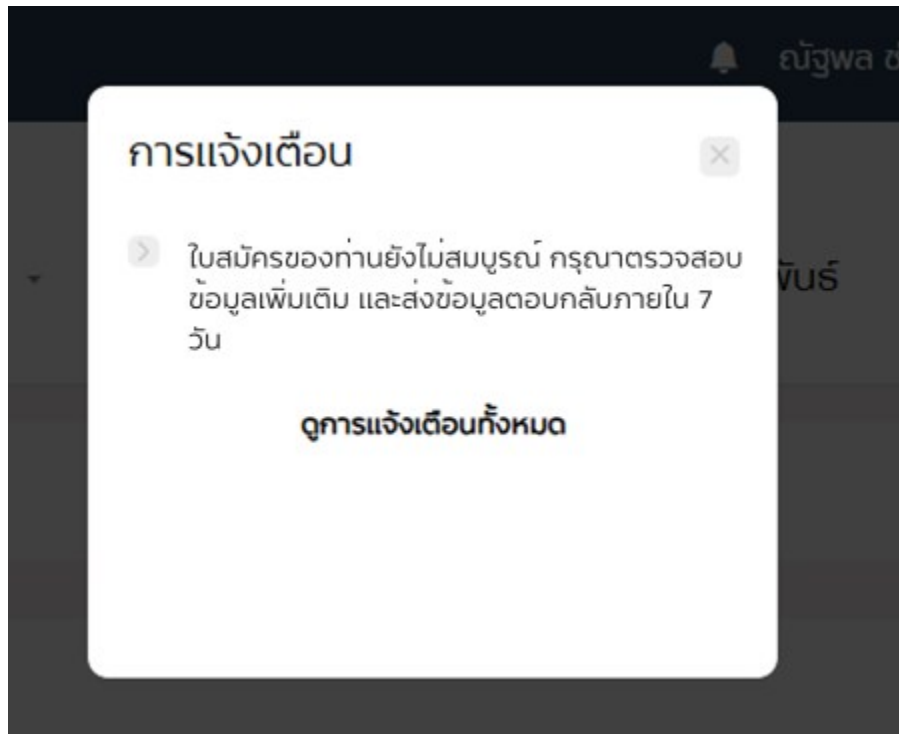 ณัฐพล
การแจ้งเตือน
ใบสมัครของท่านยังไม่สมบูรณ์ กรุณาตรวจสอบ
ข้อมูลเพิ่มเติม และส่งข้อมูลตอบกลับภายใน 7
วัน
ดูการแจ้งเตือนทั้งหมด